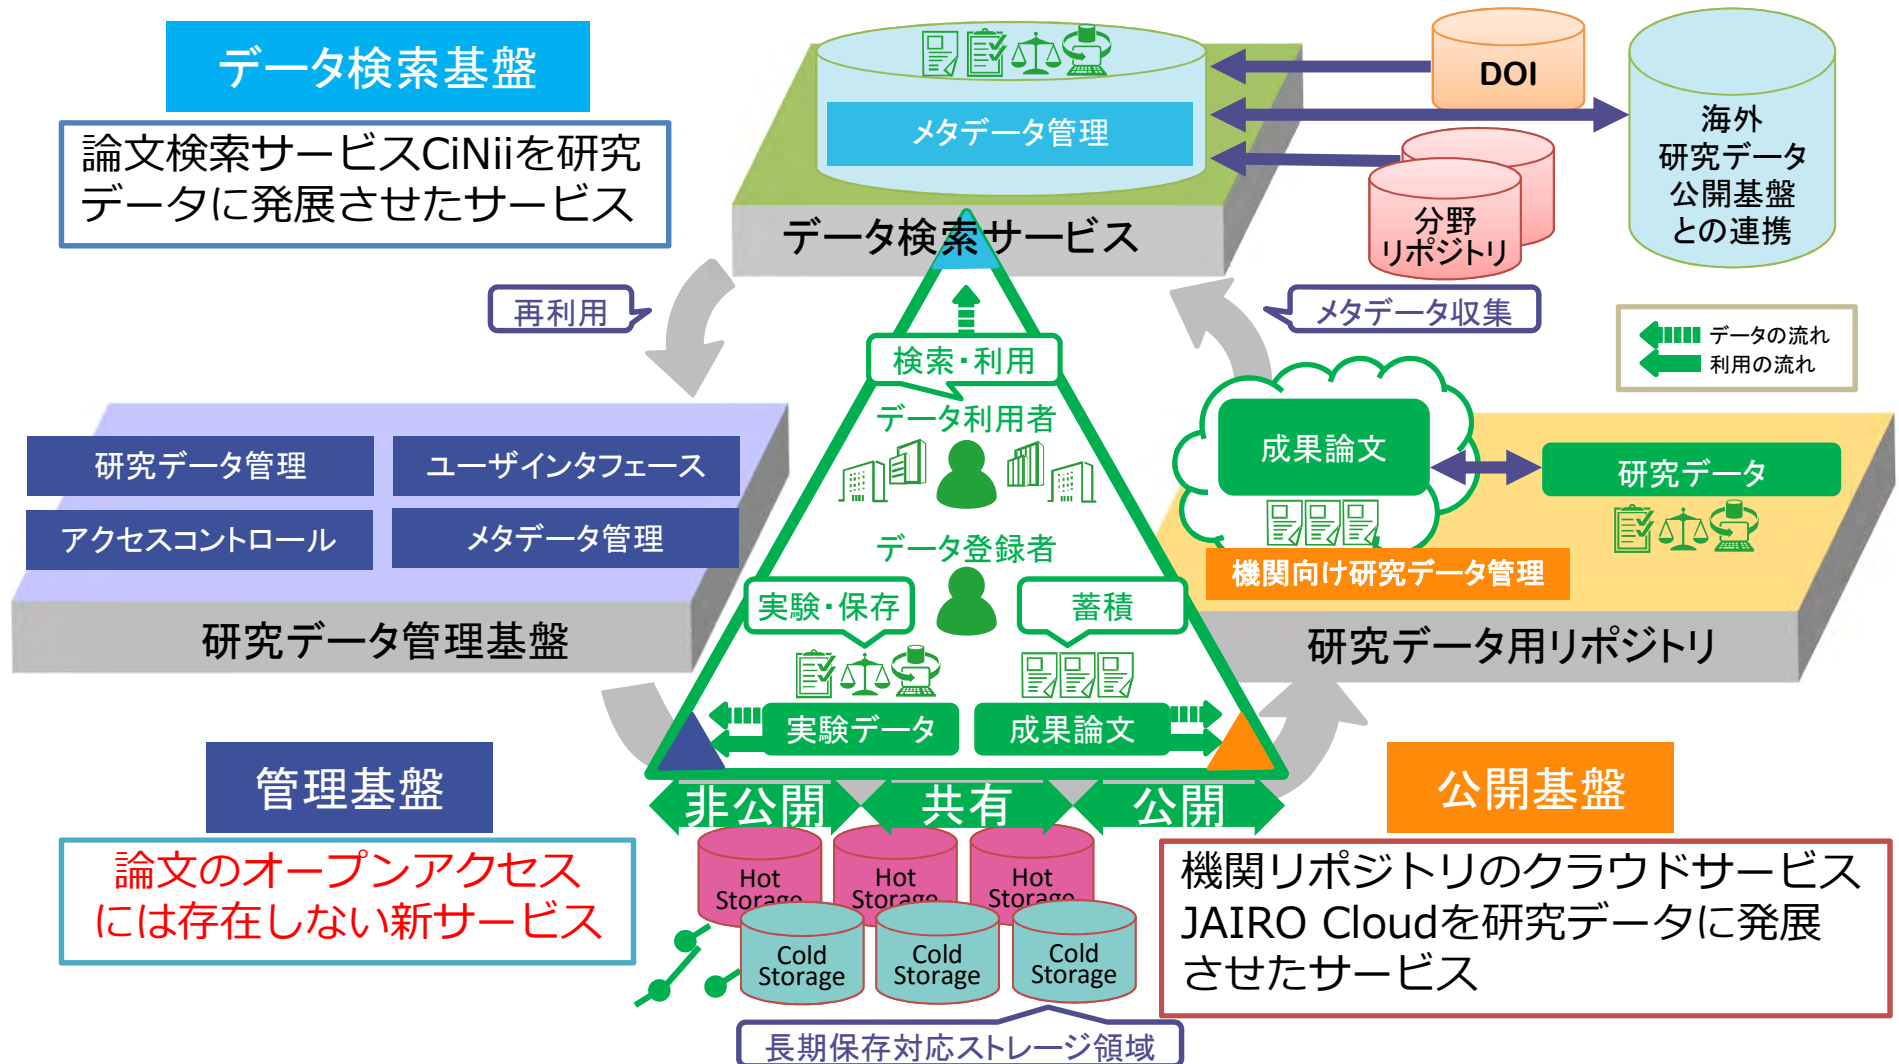 データ検索基盤
論文検索サービスCiNiiを研究
データに発展させたサービス
メタデータ管理
データ検索サービス
DOI
分野
リポジトリ
海外
研究データ
公開基盤
との連携
再利用
メタデータ収集
データの流れ
利用の流れ
検索・利用
データ利用者
データ登録者
実験・保存
蓄積
実験データ
成果論文
研究データ管理
ユーザインタフェース
アクセスコントロール
メタデータ管理
研究データ管理基盤
成果論文
研究データ
機関向け研究データ管理
研究データ用リポジトリ
管理基盤
論文のオープンアクセス
には存在しない新サービス
非公開
共有
公開
Hot
Storage
Hot
Storage
Hot
Storage
Cold
Storage
Cold
Storage
Cold
Storage
長期保存対応ストレージ領域
公開基盤
機関リポジトリのクラウドサービス
JAIRO Cloudを研究データに発展
させたサービス